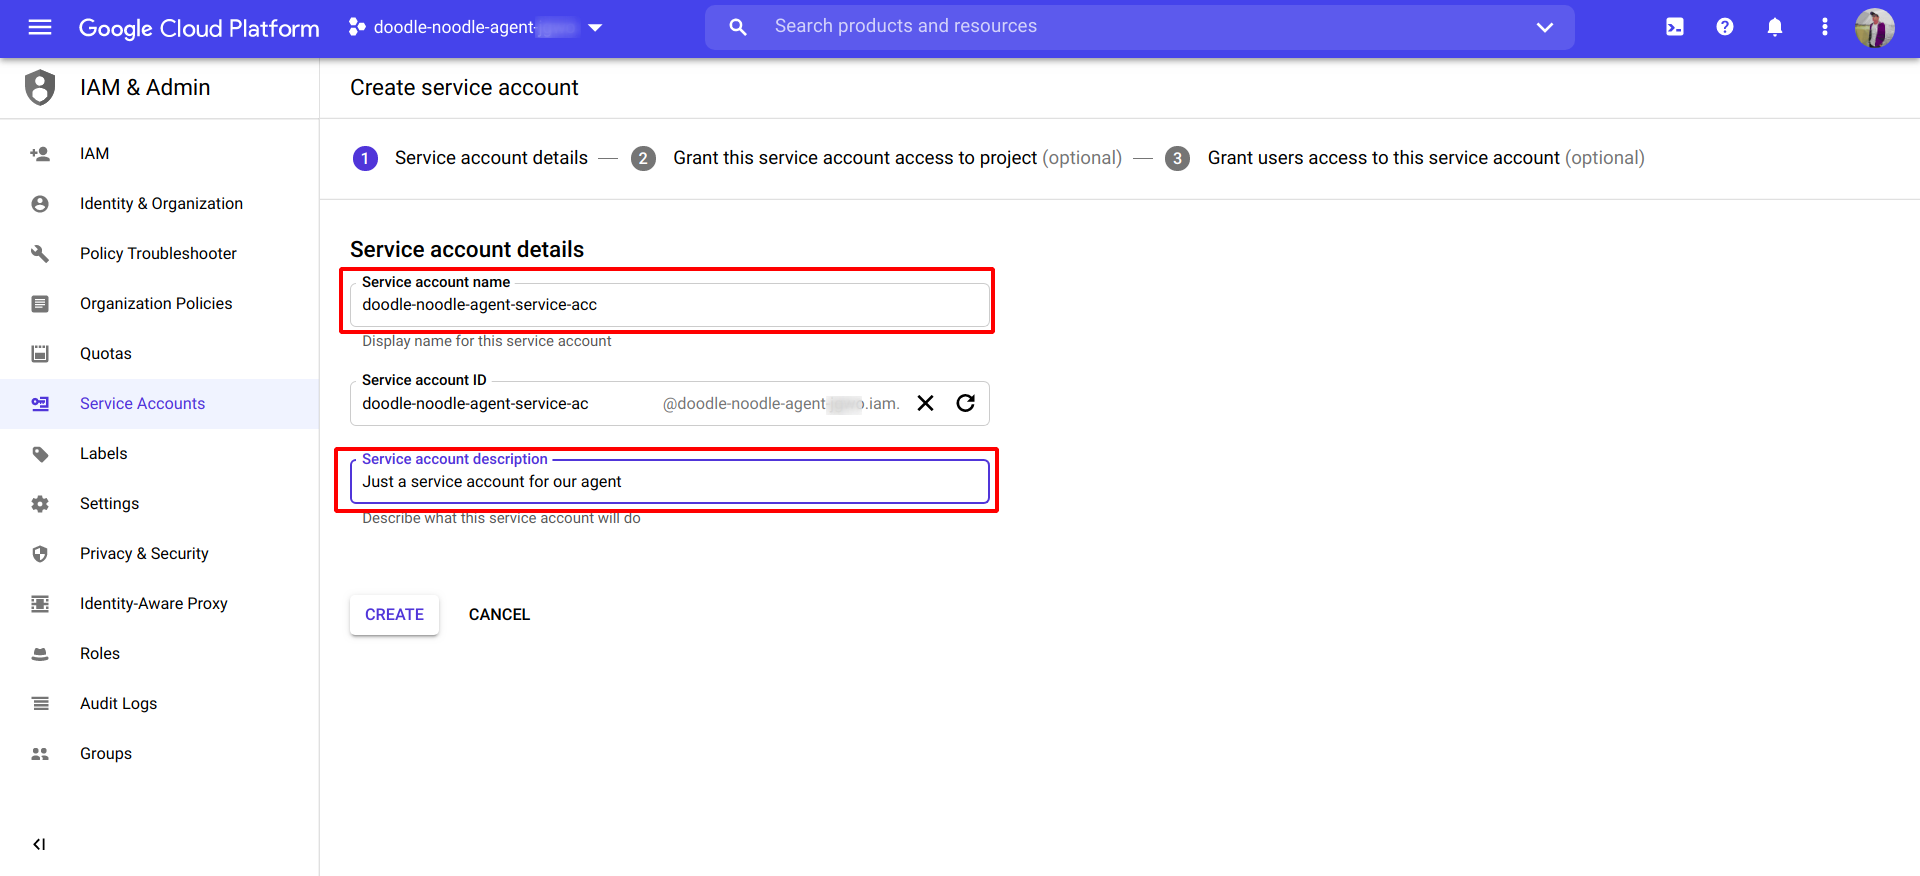 Google Cloud Platform
doodle-noodle-agent-
Search products and resources
IAM & Admin
Create service account
1 Service account details — 2 Grant this service account access to project (optional) — 3 Grant users access to this service account (optional)
IAM
Identity & Organization
Policy Troubleshooter
Organization Policies
Quotas
Service Accounts
Labels
Settings
Privacy & Security
Identity-Aware Proxy
Roles
Audit Logs
Groups
Service account details
Service account name
doodle-noodle-agent-service-acc
Display name for this service account
Service account ID
doodle-noodle-agent-service-ac @doodle-noodle-agent- .iam.
Service account description
Just a service account for our agent
Describe what this service account will do
CREATE CANCEL